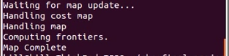 Waiting for map update...
Handling cost map
Handling map
Computing frontiers.
Map Complete